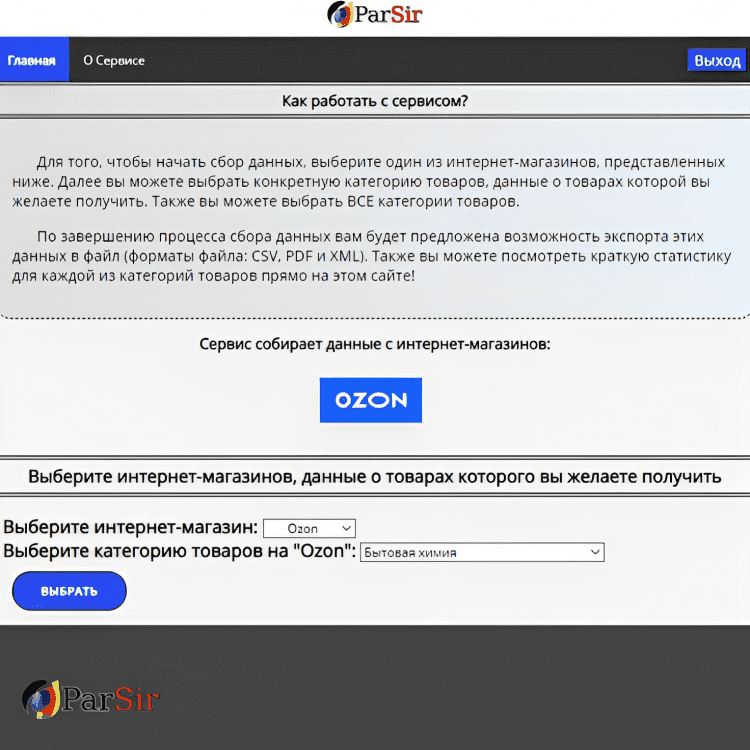 ParSir
Главная
О Сервисе
Выход
Как работать с сервисом?
Для того, чтобы начать сбор данных, выберите один из интернет-магазинов, представленных
ниже. Далее вы можете выбрать конкретную категорию товаров, данные о товарах которой вы
желаете получить. Также вы можете выбрать ВСЕ категории товаров.
По завершению процесса сбора данных вам будет предложена возможность экспорта этих
данных в файл (форматы файла: CSV, PDF и XML). Также вы можете посмотреть краткую статистику
для каждой из категорий товаров прямо на этом сайте!
Сервис собирает данные с интернет-магазинов:
OZON
Выберите интернет-магазинов, данные о товарах которого вы желаете получить
Выберите интернет-магазин: Ozon
Выберите категорию товаров на "Ozon": Бытовая химия
ВЫБРАТЬ
ParSir